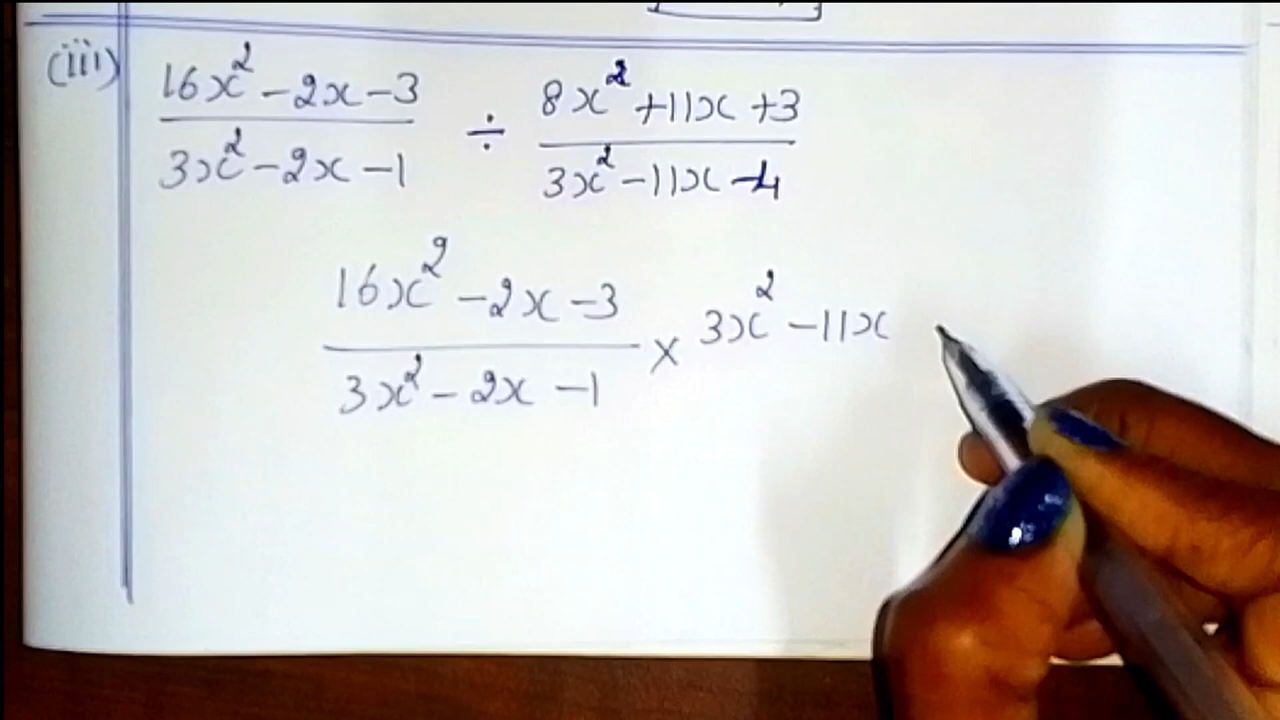 (iii) 16x² - 2x - 3 / 3x² - 2x - 1 ÷ 8x² + 11x + 3 / 3x² - 11x - 4
16x² - 2x - 3 / 3x² - 2x - 1 × 3x² - 11x